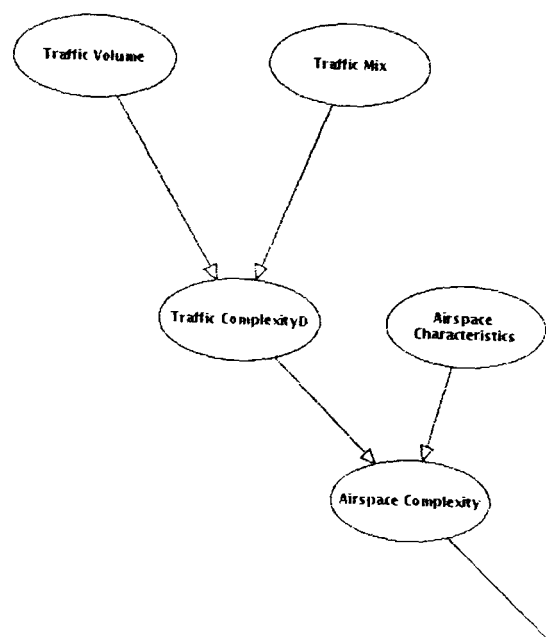 Traffic Volume
Traffic Mix
Traffic ComplexityD
Airspace
Characteristics
Airspace Complexity